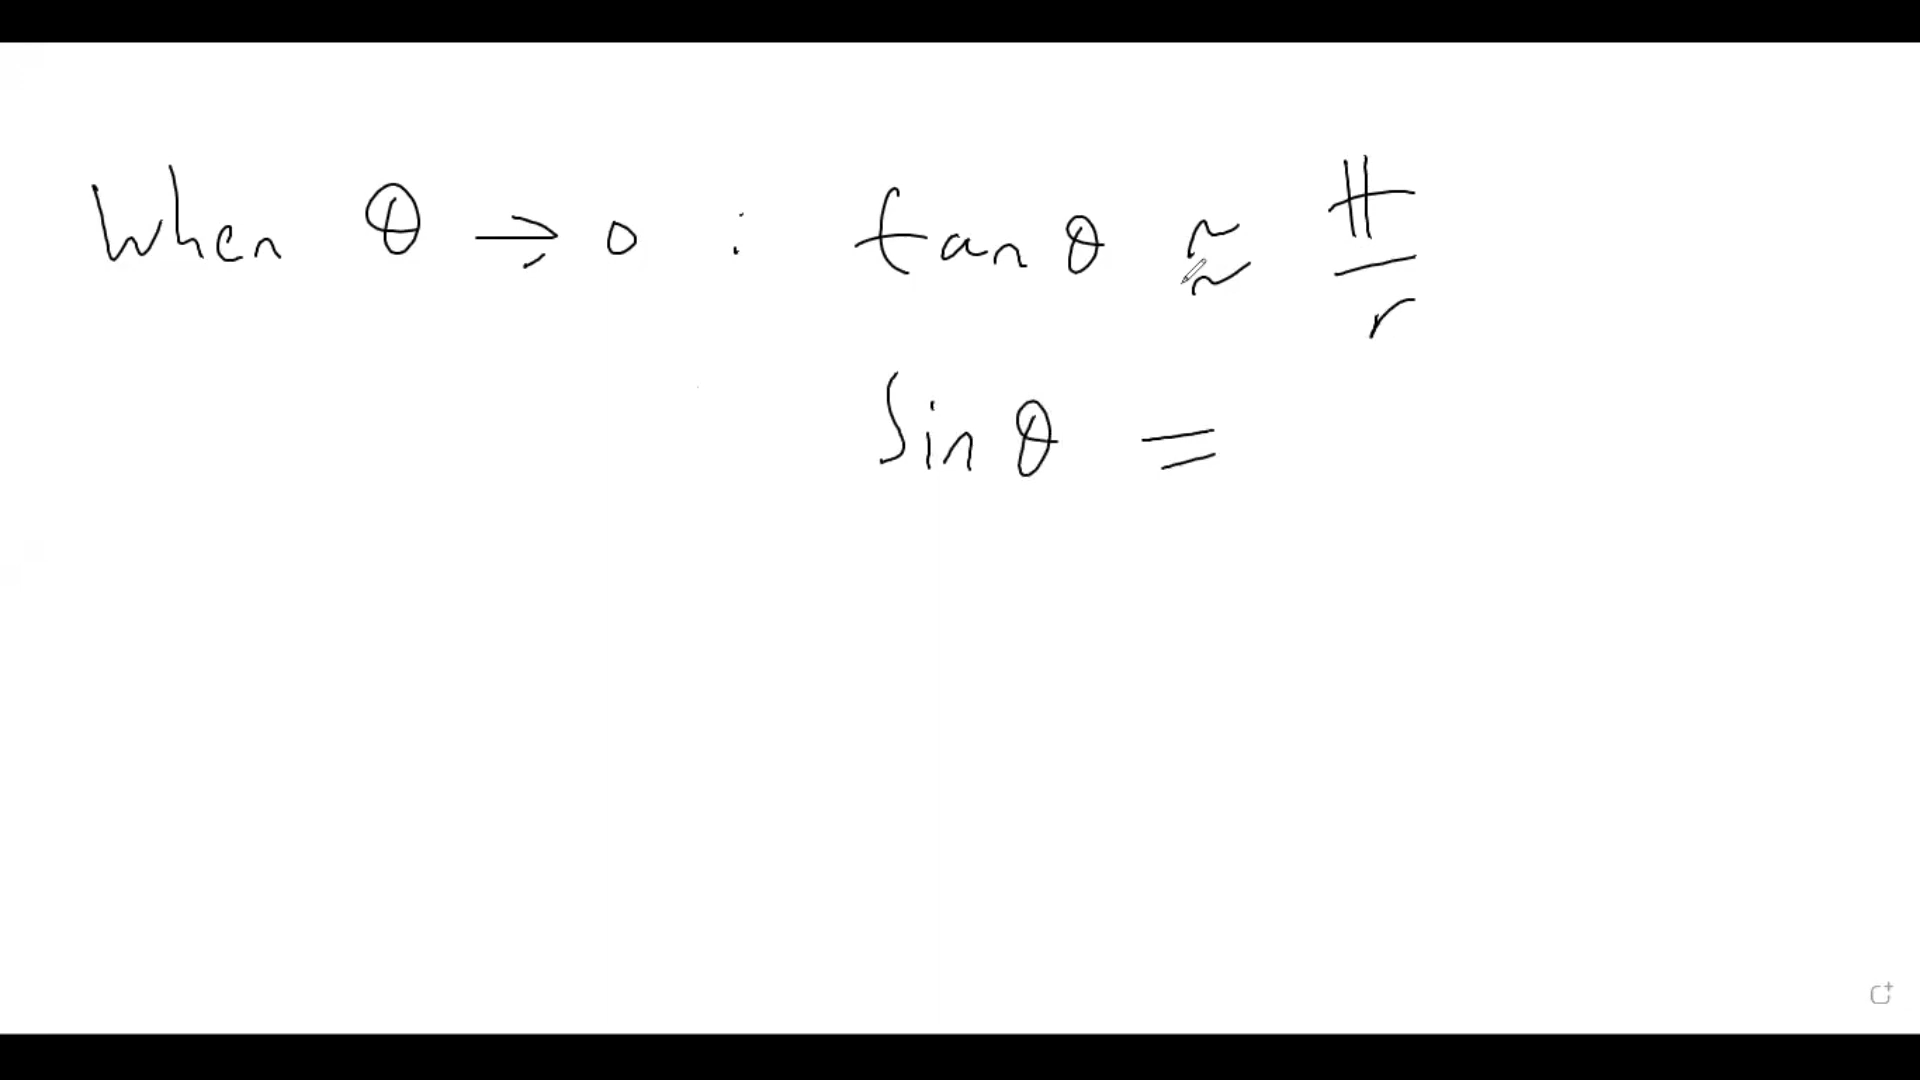 When θ → 0 : tan θ ≈ H/r
Sin θ =